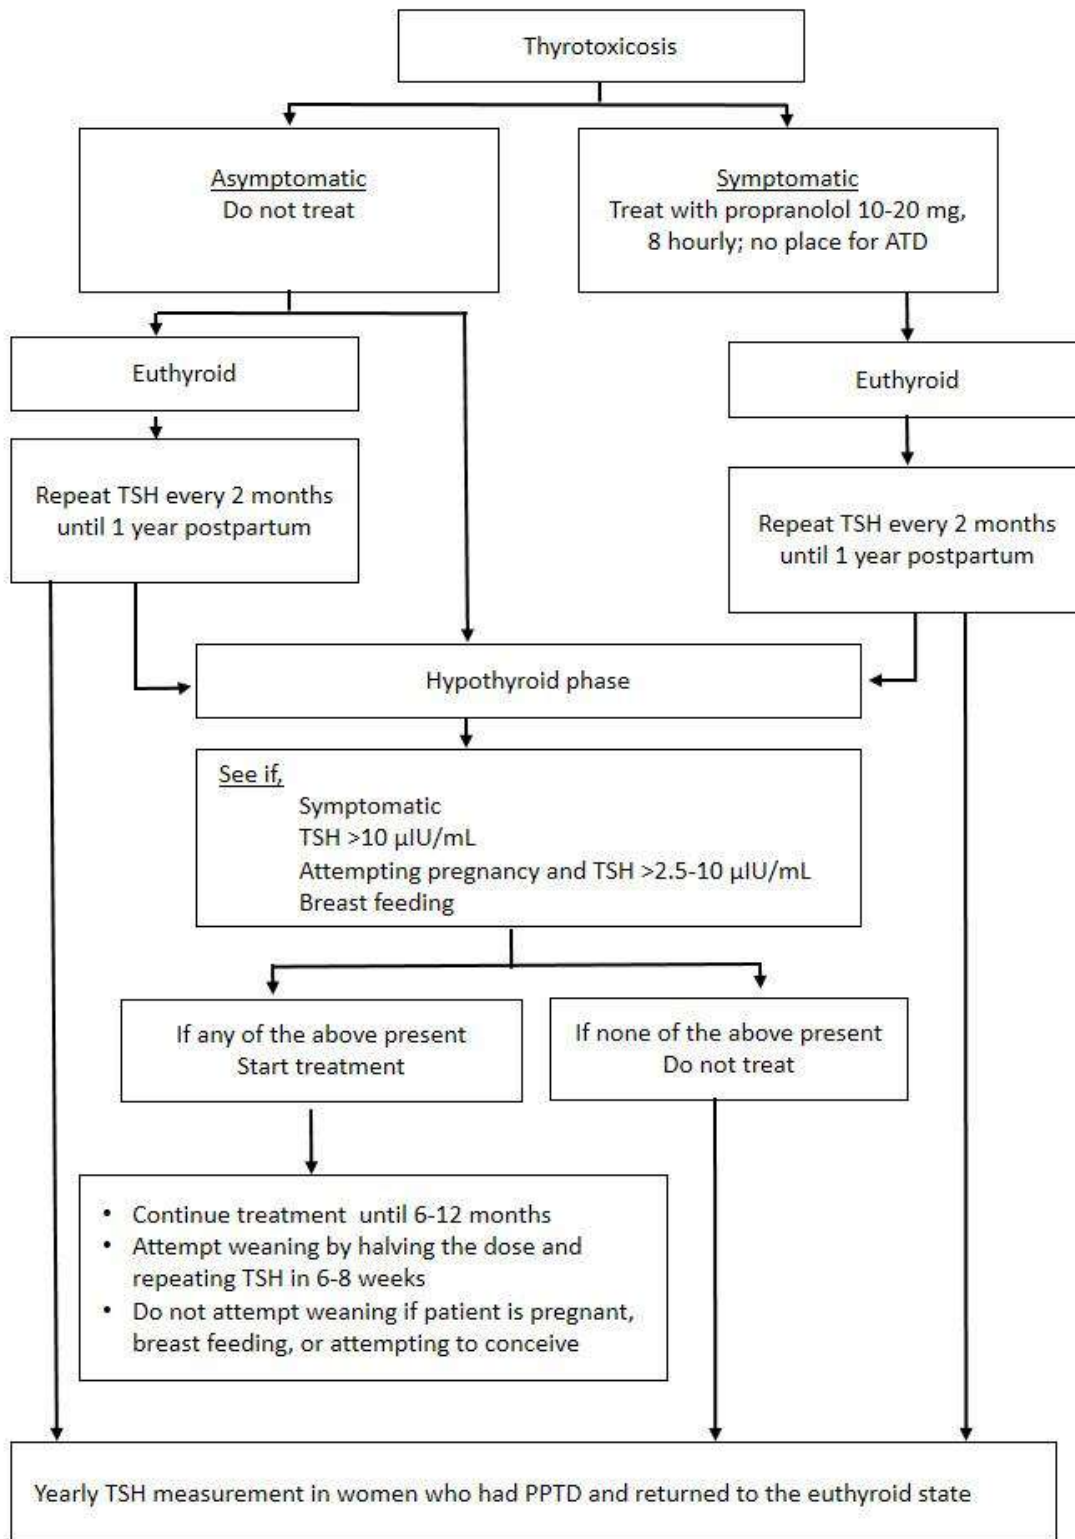 Thyrotoxicosis
Asymptomatic
Do not treat
Symptomatic
Treat with propranolol 10-20 mg,
8 hourly; no place for ATD
Euthyroid
Euthyroid
Repeat TSH every 2 months
until 1 year postpartum
Repeat TSH every 2 months
until 1 year postpartum
Hypothyroid phase
See if,
Symptomatic
TSH >10 µIU/mL
Attempting pregnancy and TSH >2.5-10 µIU/mL
Breast feeding
If any of the above present
Start treatment
If none of the above present
Do not treat
• Continue treatment until 6-12 months
• Attempt weaning by halving the dose and
repeating TSH in 6-8 weeks
• Do not attempt weaning if patient is pregnant,
breast feeding, or attempting to conceive
Yearly TSH measurement in women who had PPTD and returned to the euthyroid state